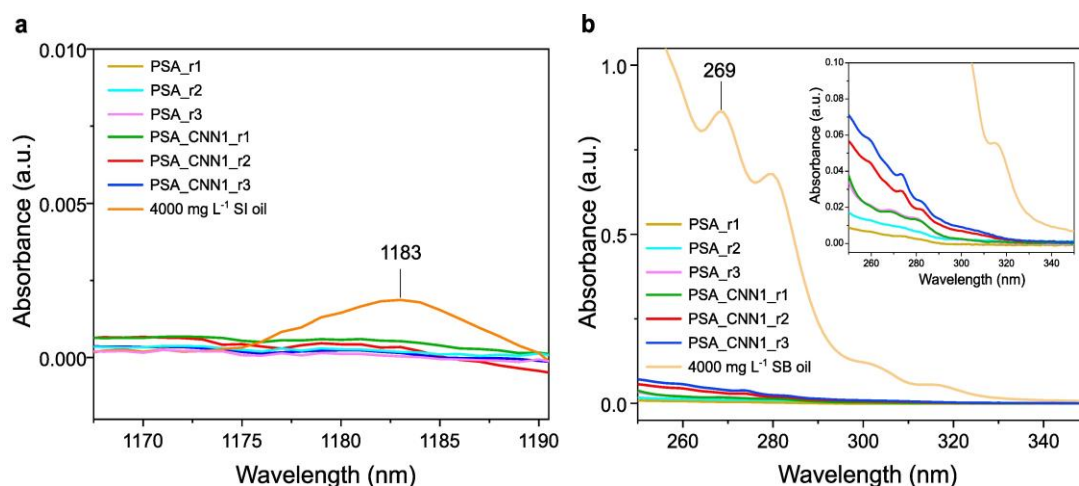 a
0.010
0.005
0.000
Absorbance (a.u.)
PSA_r1
PSA_r2
PSA_r3
PSA_CNN1_r1
PSA_CNN1_r2
PSA_CNN1_r3
4000 mg L⁻¹ SI oil
1183
1170 1175 1180 1185 1190
Wavelength (nm)
b
1.0
0.5
0.0
Absorbance (a.u.)
269
PSA_r1
PSA_r2
PSA_r3
PSA_CNN1_r1
PSA_CNN1_r2
PSA_CNN1_r3
4000 mg L⁻¹ SB oil
260 280 300 320 340
Wavelength (nm)
0.10
0.08
0.06
0.04
0.02
0.00
Absorbance (a.u.)
260 280 300 320 340
Wavelength (nm)